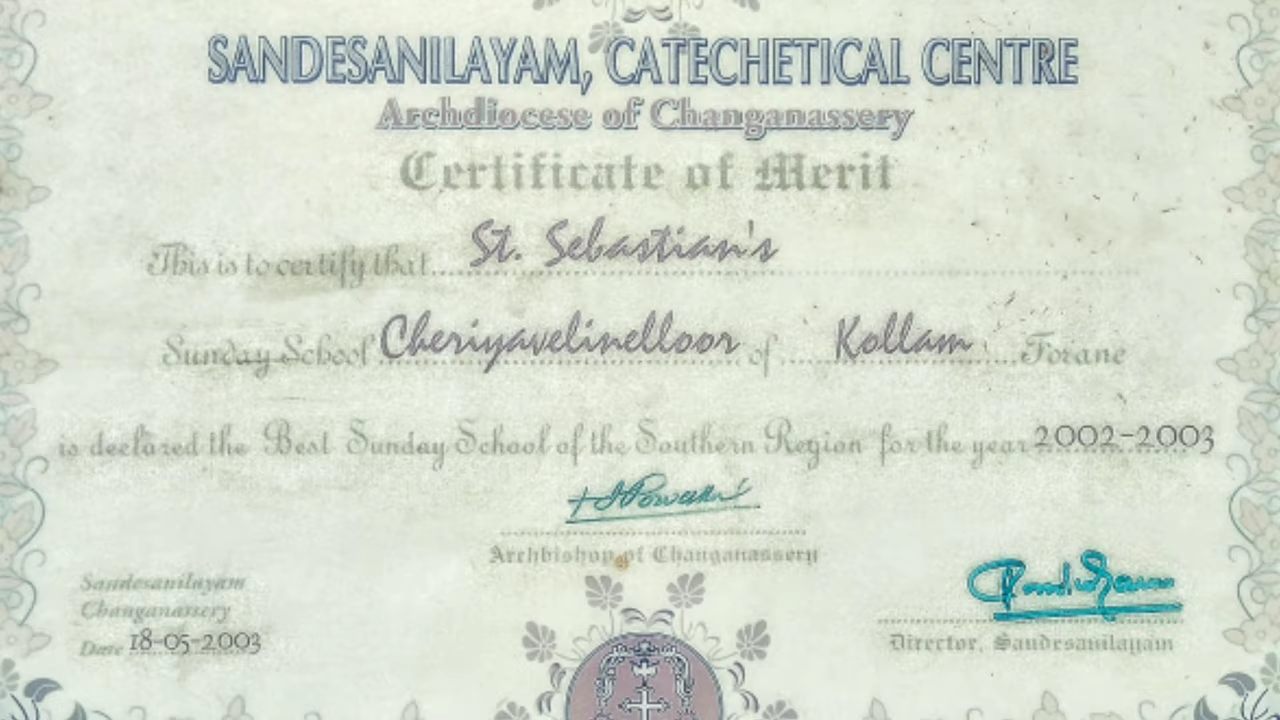 SANDESANILAYAM, CATECHETICAL CENTRE
Archdiocese of Changanassery
Certificate of Merit
This is to certify that St. Sebastian's
Sunday School Cheriyavelinelloor of Kollam Forane
is declared the Best Sunday School of the Southern Region for the year 2002-2003
Archbishop of Changanassery
Sandesanilayam
Changanassery
Date 18-05-2003
Director, Sandesanilayam